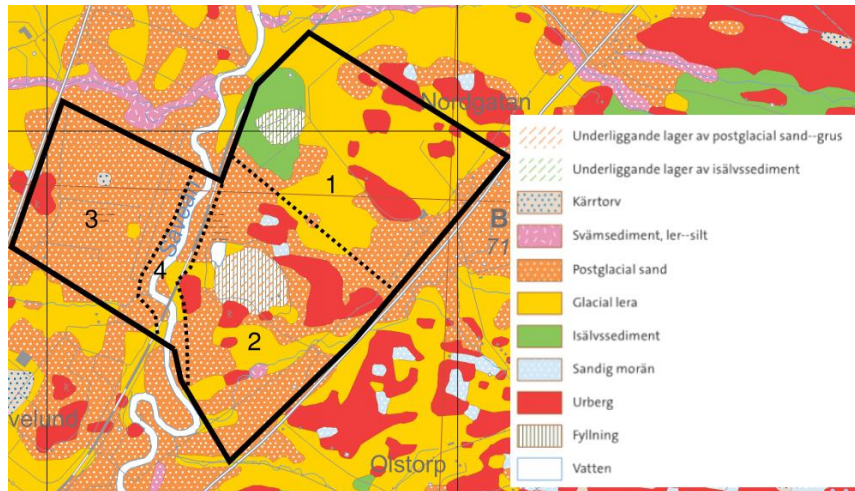 Nordgatan
1
B
71
3
Säveån
4
2
velund
Qistorp
Underliggande lager av postglacial sand--grus
Underliggande lager av isälvssediment
Kärrtorv
Svämsediment, ler--silt
Postglacial sand
Glacial lera
Isälvssediment
Sandig morän
Urberg
Fyllning
Vatten